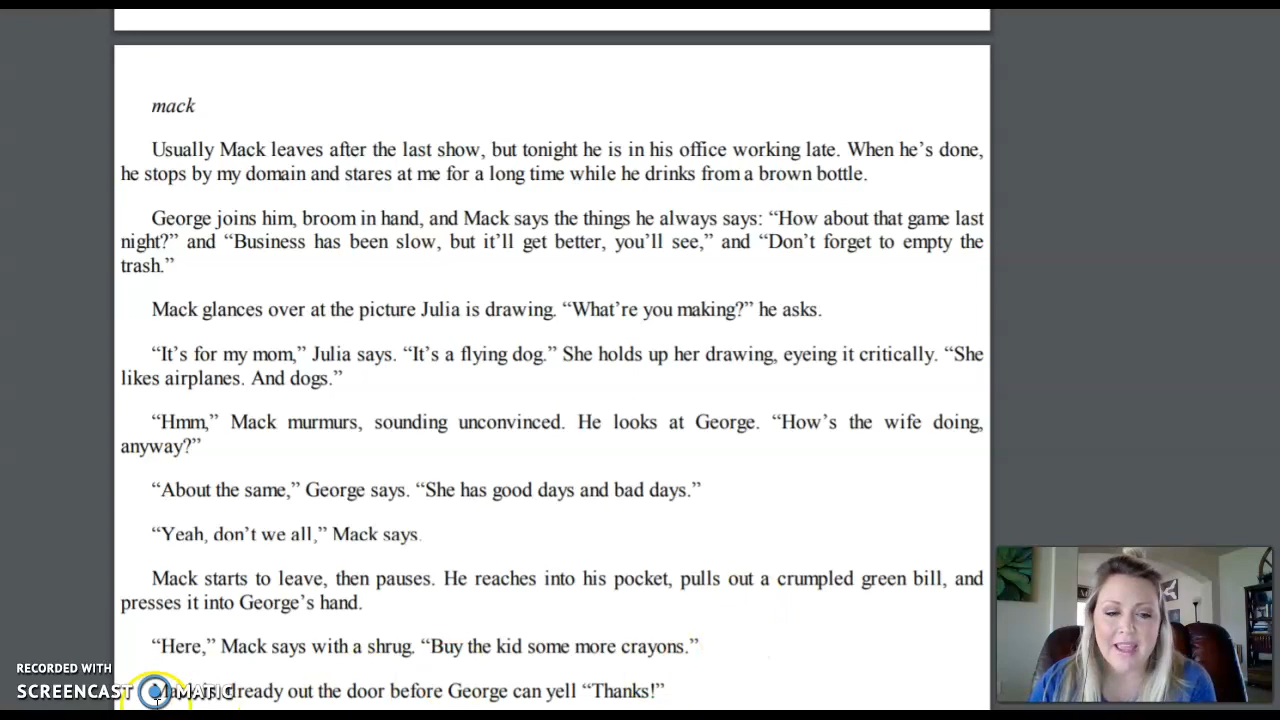 mack
Usually Mack leaves after the last show, but tonight he is in his office working late. When he’s done,
he stops by my domain and stares at me for a long time while he drinks from a brown bottle.
George joins him, broom in hand, and Mack says the things he always says: “How about that game last
night?” and “Business has been slow, but it’ll get better, you’ll see,” and “Don’t forget to empty the
trash.”
Mack glances over at the picture Julia is drawing. “What’re you making?” he asks.
“It’s for my mom,” Julia says. “It’s a flying dog.” She holds up her drawing, eyeing it critically. “She
likes airplanes. And dogs.”
“Hmm,” Mack murmurs, sounding unconvinced. He looks at George. “How’s the wife doing,
anyway?”
“About the same,” George says. “She has good days and bad days.”
“Yeah, don’t we all,” Mack says.
Mack starts to leave, then pauses. He reaches into his pocket, pulls out a crumpled green bill, and
presses it into George’s hand.
“Here,” Mack says with a shrug. “Buy the kid some more crayons.”
already out the door before George can yell “Thanks!”
RECORDED WITH
SCREENCAST MATIC